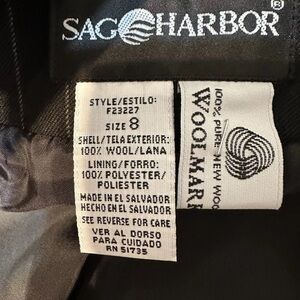 SAG HARBOR ®
STYLE/ESTILO:
F23227
SIZE 8
SHELL/TELA EXTERIOR:
100% WOOL/LANA
LINING/FORRO:
100% POLYESTER/
POLIESTER
MADE IN EL SALVADOR
HECHO EN EL SALVADOR
SEE REVERSE FOR CARE
VER AL DORSO
PARA CUIDADO
RN 51735
100% PURE NEW WOO
WOOLMAR